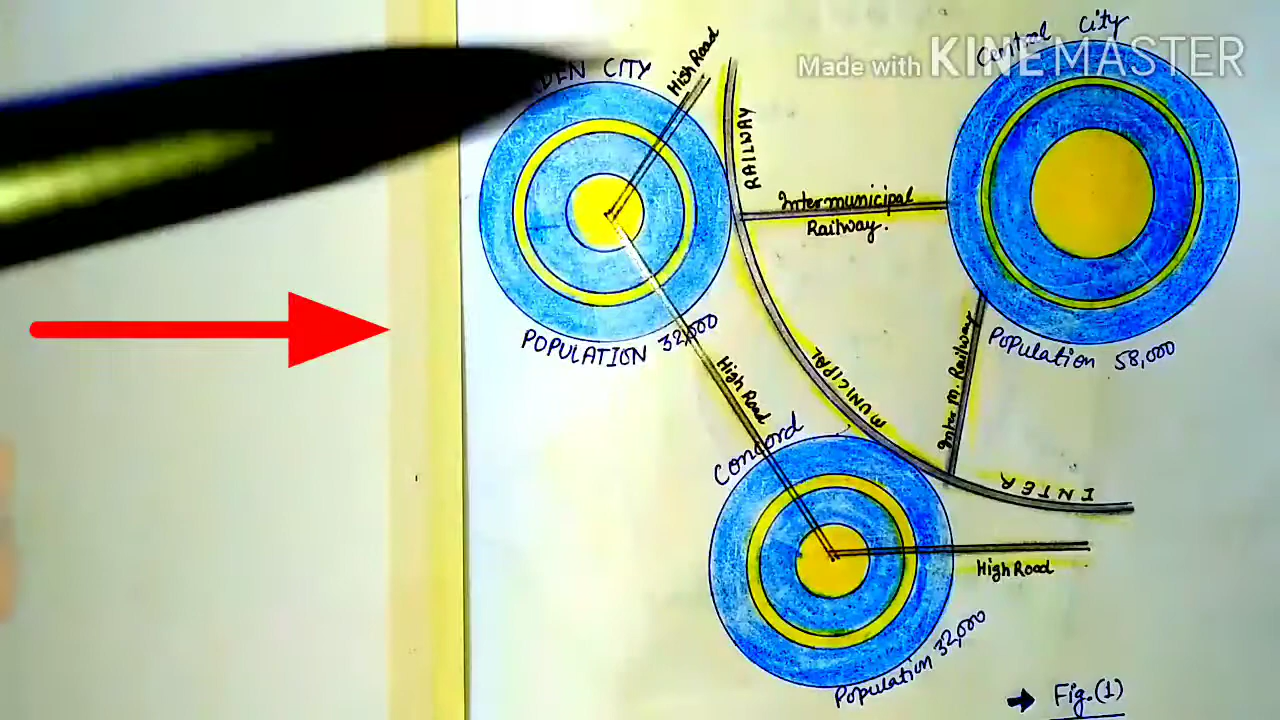 CITY
High Road
Central City
Made with KINEMASTER
RAILWAY
Intermunicipal
Railway.
POPULATION 32,000
Population 58,000
High Road
MUNICIPAL
Inter M. Railway
Concord
INTER
High Road
Population 32,000
Fig.(1)